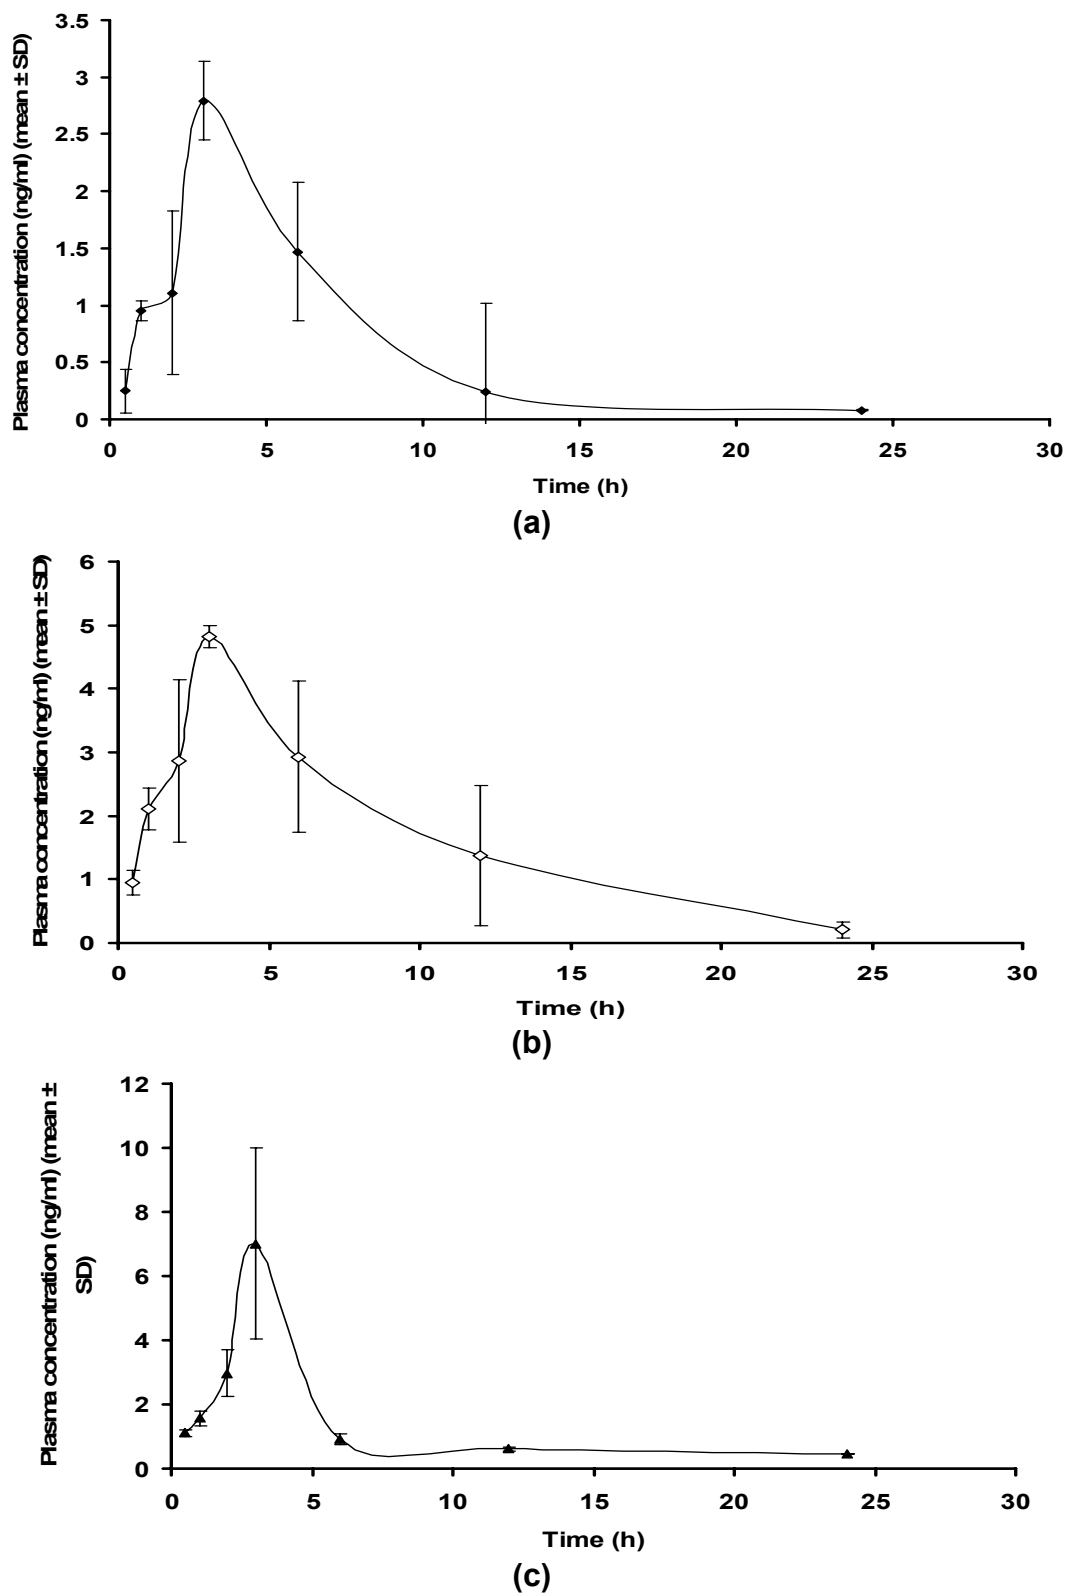 Plasma concentration (ng/ml) (mean ± SD)
3.5
3
2.5
2
1.5
1
0.5
0
0 5 10 15 20 25 30
Time (h)
(a)
Plasma concentration (ng/ml) (mean ± SD)
6
5
4
3
2
1
0
0 5 10 15 20 25 30
Time (h)
(b)
Plasma concentration (ng/ml) (mean ±
SD)
12
10
8
6
4
2
0
0 5 10 15 20 25 30
Time (h)
(c)